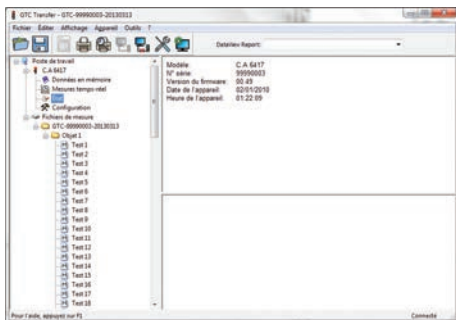 GTC Transfer - GTC-99990003-20130313
Fichier Éditer Affichage Appareil Outils ?
DataView Report:
Poste de travail
C.A 6417
Données en mémoire
Mesures temps-réel
État
Configuration
Fichiers de mesure
GTC-99990003-20130313
Objet 1
Test 1
Test 2
Test 3
Test 4
Test 5
Test 6
Test 7
Test 8
Test 9
Test 10
Test 11
Test 12
Test 13
Test 14
Test 15
Test 16
Test 17
Test 18
Modèle: C.A 6417
N° série: 99990003
Version du firmware: 00.49
Date de l'appareil: 02/01/2010
Heure de l'appareil: 01:22:09
Pour l'aide, appuyez sur F1
Connecté